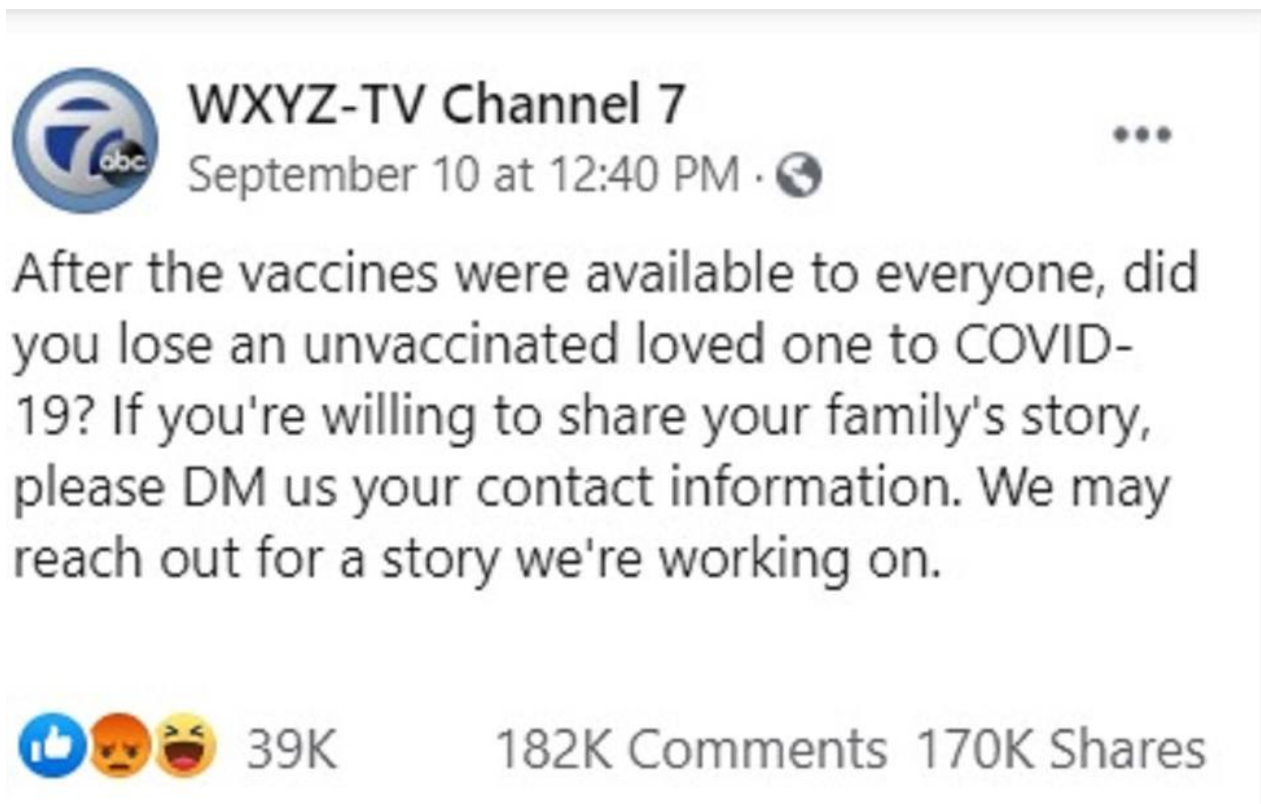 7
abc
WXYZ-TV Channel 7
September 10 at 12:40 PM ·
After the vaccines were available to everyone, did
you lose an unvaccinated loved one to COVID-
19? If you're willing to share your family's story,
please DM us your contact information. We may
reach out for a story we're working on.
39K 182K Comments 170K Shares